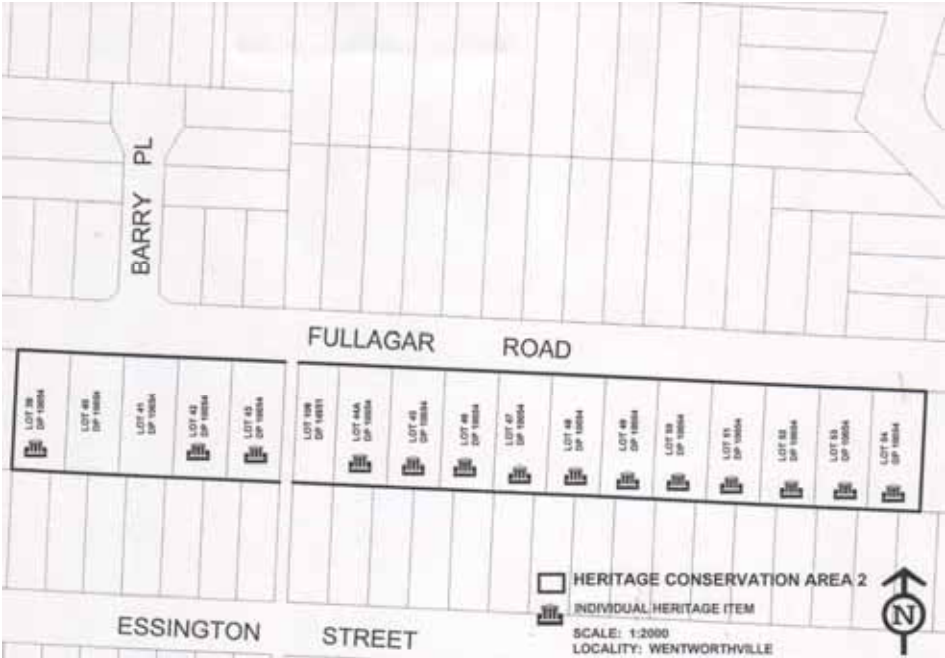 BARRY PL
FULLAGAR ROAD
LOT 40
DP 10654
LOT 41
DP 10654
LOT 42
DP 10654
LOT 43
DP 10654
LOT 44A
DP 10654
LOT 45
DP 10654
LOT 46
DP 10654
LOT 47
DP 10654
LOT 48
DP 10654
LOT 49
DP 10654
LOT 50
DP 10654
LOT 51
DP 10654
LOT 52
DP 10654
LOT 53
DP 10654
LOT 54
DP 10654
HERITAGE CONSERVATION AREA 2
INDIVIDUAL HERITAGE ITEM
SCALE: 1:2000
LOCALITY: WENTWORTHVILLE
N
ESSINGTON STREET